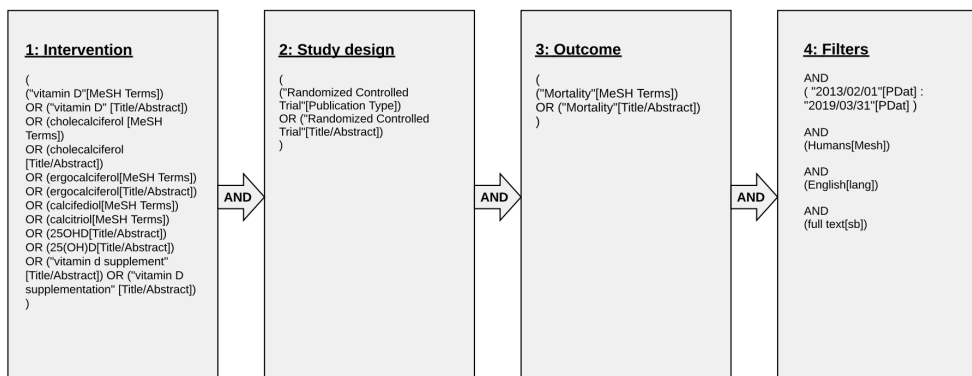 1: Intervention
(
("vitamin D"[MeSH Terms])
OR ("vitamin D" [Title/Abstract])
OR (cholecalciferol [MeSH
Terms])
OR (cholecalciferol
[Title/Abstract])
OR (ergocalciferol[MeSH Terms])
OR (ergocalciferol[Title/Abstract])
OR (calcifediol[MeSH Terms])
OR (calcitriol[MeSH Terms])
OR (25OHD[Title/Abstract])
OR (25(OH)D[Title/Abstract])
OR ("vitamin d supplement"
[Title/Abstract]) OR ("vitamin D
supplementation" [Title/Abstract])
)
AND
2: Study design
(
("Randomized Controlled
Trial"[Publication Type])
OR ("Randomized Controlled
Trial"[Title/Abstract])
)
AND
3: Outcome
(
("Mortality"[MeSH Terms])
OR ("Mortality"[Title/Abstract])
)
AND
4: Filters
AND
( "2013/02/01"[PDat] :
"2019/03/31"[PDat] )
AND
(Humans[Mesh])
AND
(English[lang])
AND
(full text[sb])